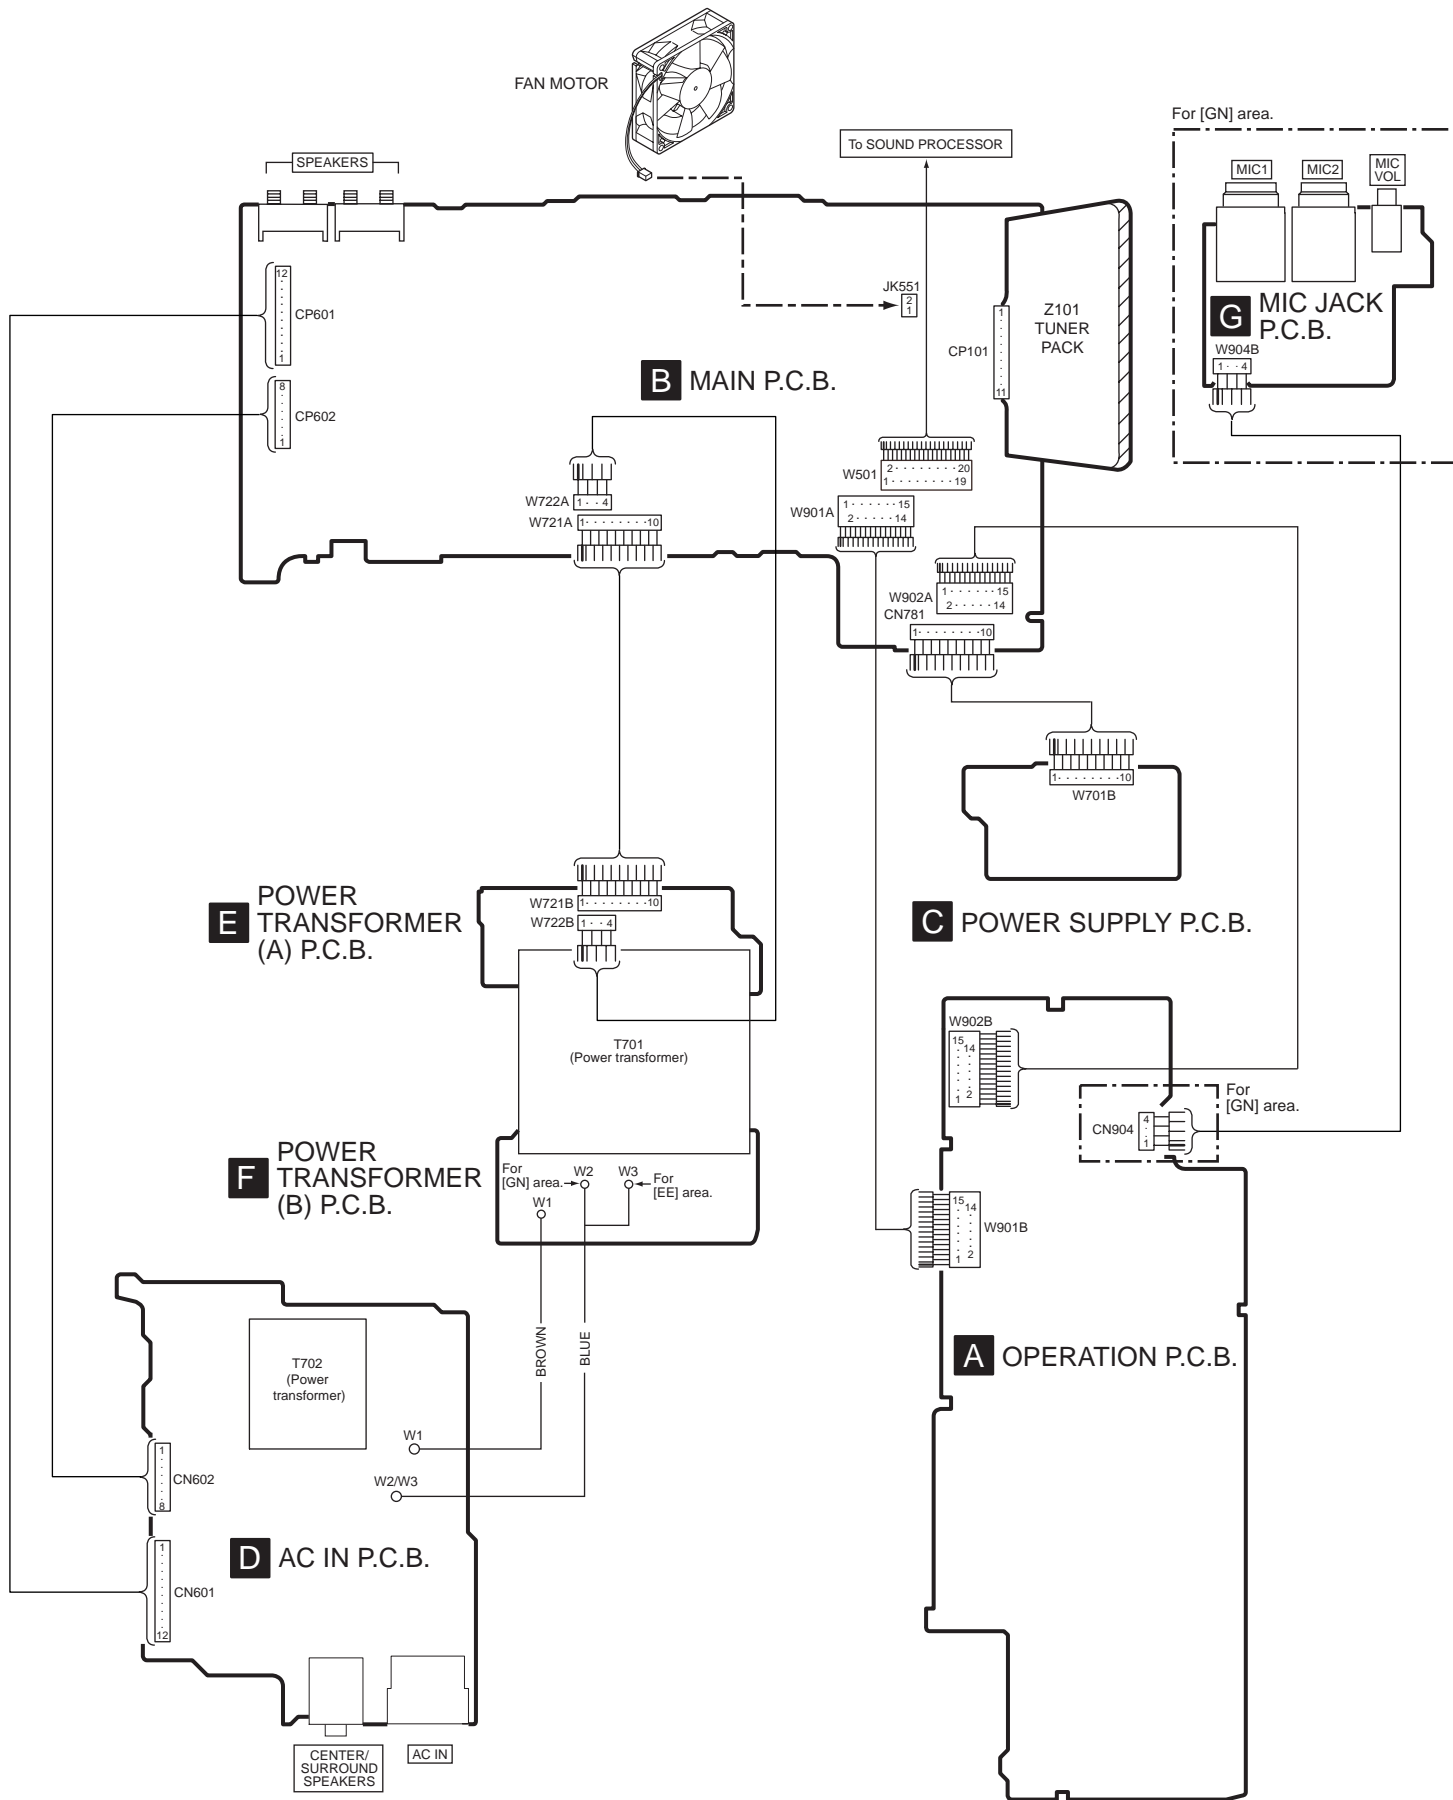 FAN MOTOR
SPEAKERS
To SOUND PROCESSOR
For [GN] area.
MIC1
MIC2
MIC
VOL
G MIC JACK
P.C.B.
W904B
1 · · 4
12
1
CP601
8
1
CP602
JK551
2
1
Z101
TUNER
PACK
CP101
1
11
B MAIN P.C.B.
W722A
1 · · 4
W721A
1 · · · · · · · · 10
W501
2 · · · · · · · · 20
1 · · · · · · · · 19
W901A
1 · · · · · · 15
2 · · · · · 14
W902A
1 · · · · · · 15
2 · · · · · 14
CN781
1 · · · · · · · · 10
1 · · · · · · · · 10
W701B
C POWER SUPPLY P.C.B.
E POWER
TRANSFORMER
(A) P.C.B.
W721B
1 · · · · · · · · 10
W722B
1 · · 4
T701
(Power transformer)
F POWER
TRANSFORMER
(B) P.C.B.
For
[GN] area.
W2
W3
For
[EE] area.
W1
BROWN
BLUE
W902B
15
14
2
1
CN904
4
1
For
[GN] area.
15
14
2
1
W901B
A OPERATION P.C.B.
T702
(Power
transformer)
W1
W2/W3
1
8
CN602
D AC IN P.C.B.
1
12
CN601
CENTER/
SURROUND
SPEAKERS
AC IN